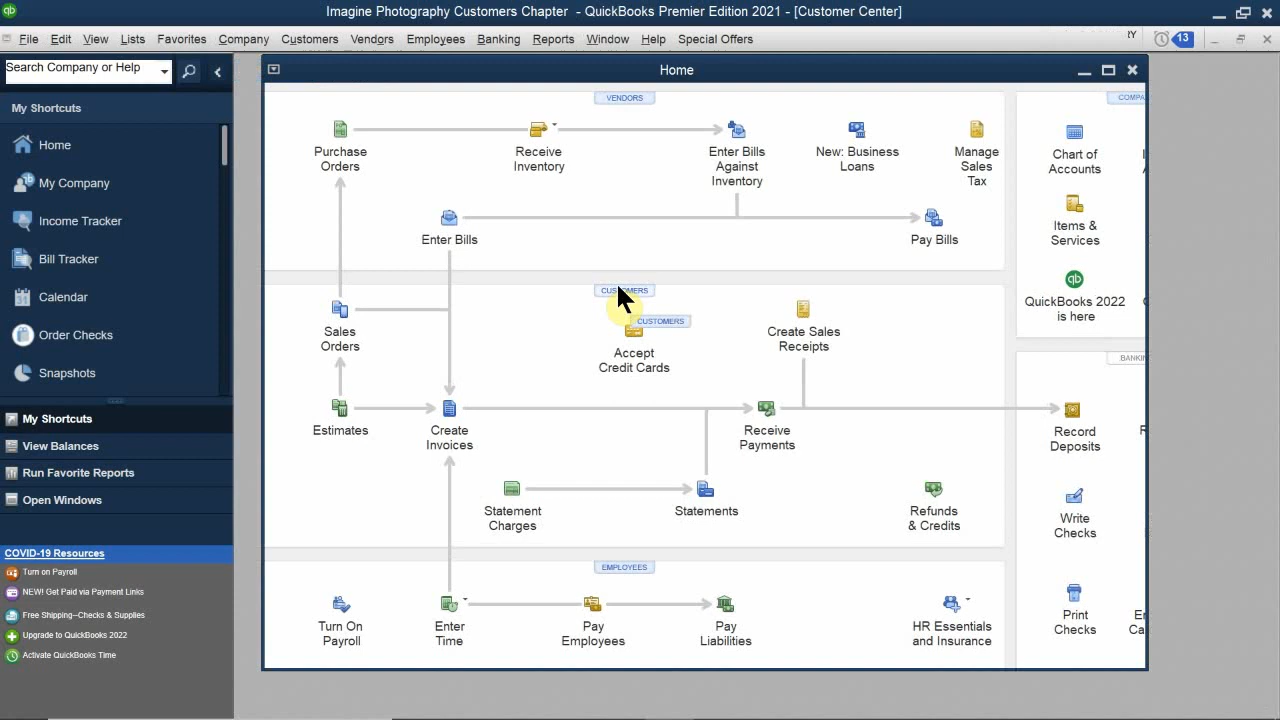 Imagine Photography Customers Chapter - QuickBooks Premier Edition 2021 - [Customer Center]
File Edit View Lists Favorites Company Customers Vendors Employees Banking Reports Window Help Special Offers
13
Search Company or Help
My Shortcuts
Home
My Company
Income Tracker
Bill Tracker
Calendar
Order Checks
Snapshots
My Shortcuts
View Balances
Run Favorite Reports
Open Windows
COVID-19 Resources
Turn on Payroll
NEW! Get Paid via Payment Links
Free Shipping--Checks & Supplies
Upgrade to QuickBooks 2022
Activate QuickBooks Time
Home
VENDORS
Purchase
Orders
Receive
Inventory
Enter Bills
Against
Inventory
New: Business
Loans
Manage
Sales
Tax
Enter Bills
Pay Bills
CUSTOMERS
CUSTOMERS
Sales
Orders
Accept
Credit Cards
Create Sales
Receipts
Estimates
Create
Invoices
Receive
Payments
Statement
Charges
Statements
Refunds
& Credits
EMPLOYEES
Turn On
Payroll
Enter
Time
Pay
Employees
Pay
Liabilities
HR Essentials
and Insurance
Chart of
Accounts
Items &
Services
qb
QuickBooks 2022
is here
Record
Deposits
Write
Checks
Print
Checks